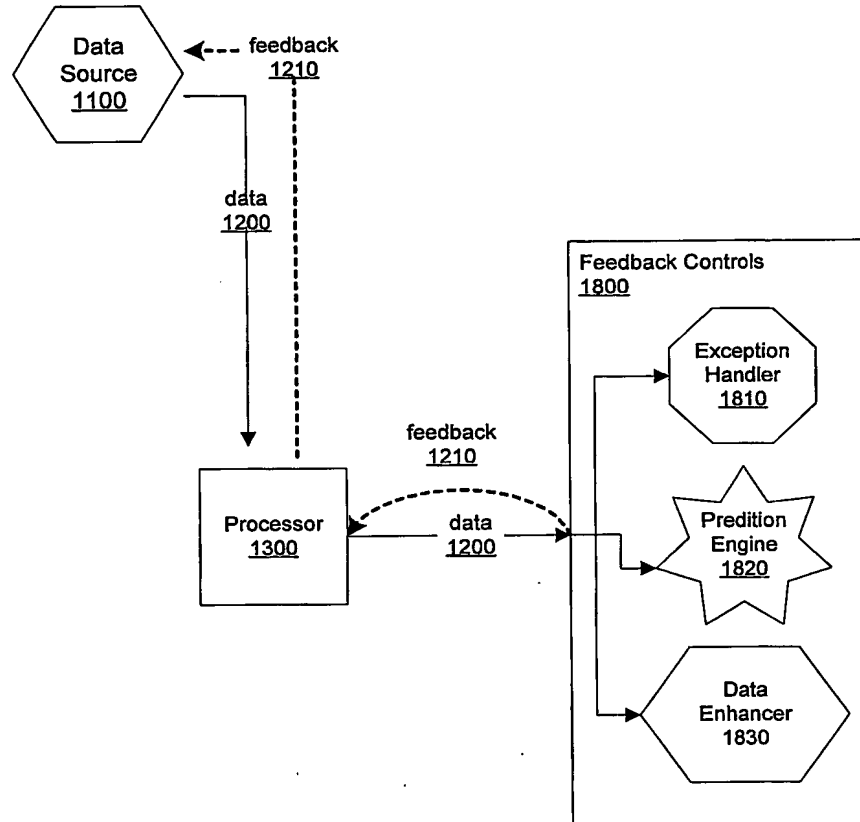 Data
Source
1100
feedback
1210
data
1200
Feedback Controls
1800
Exception
Handler
1810
feedback
1210
Processor
1300
data
1200
Predition
Engine
1820
Data
Enhancer
1830